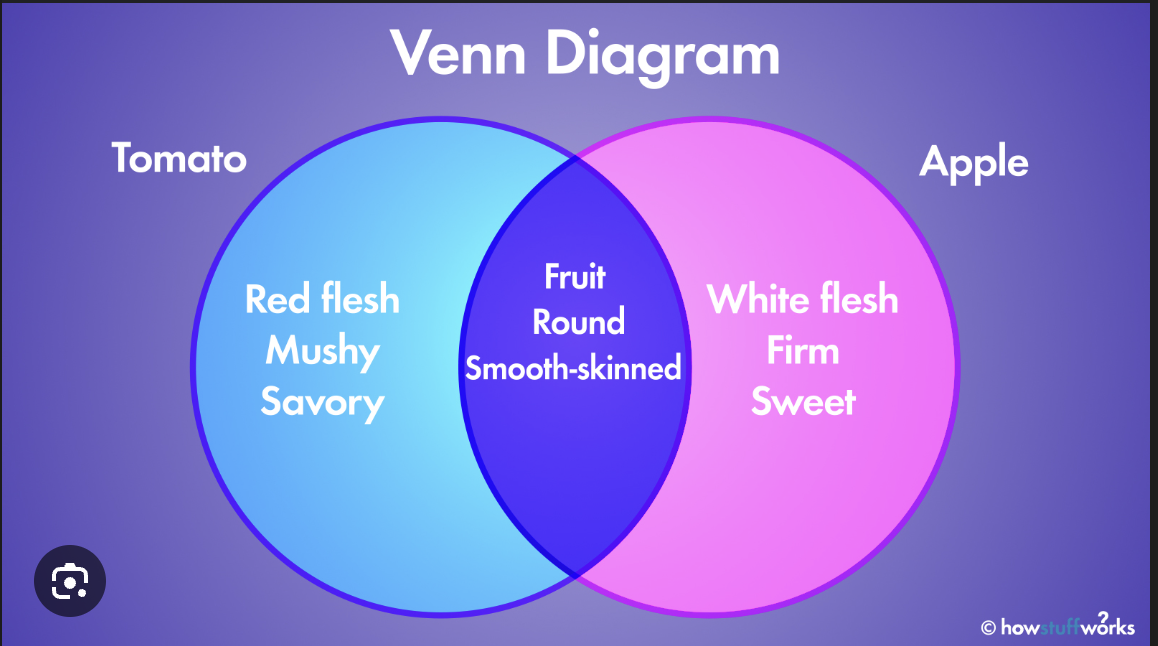 Venn Diagram
Tomato
Apple
Red flesh
Mushy
Savory
Fruit
Round
Smooth-skinned
White flesh
Firm
Sweet
© howstuffworks?